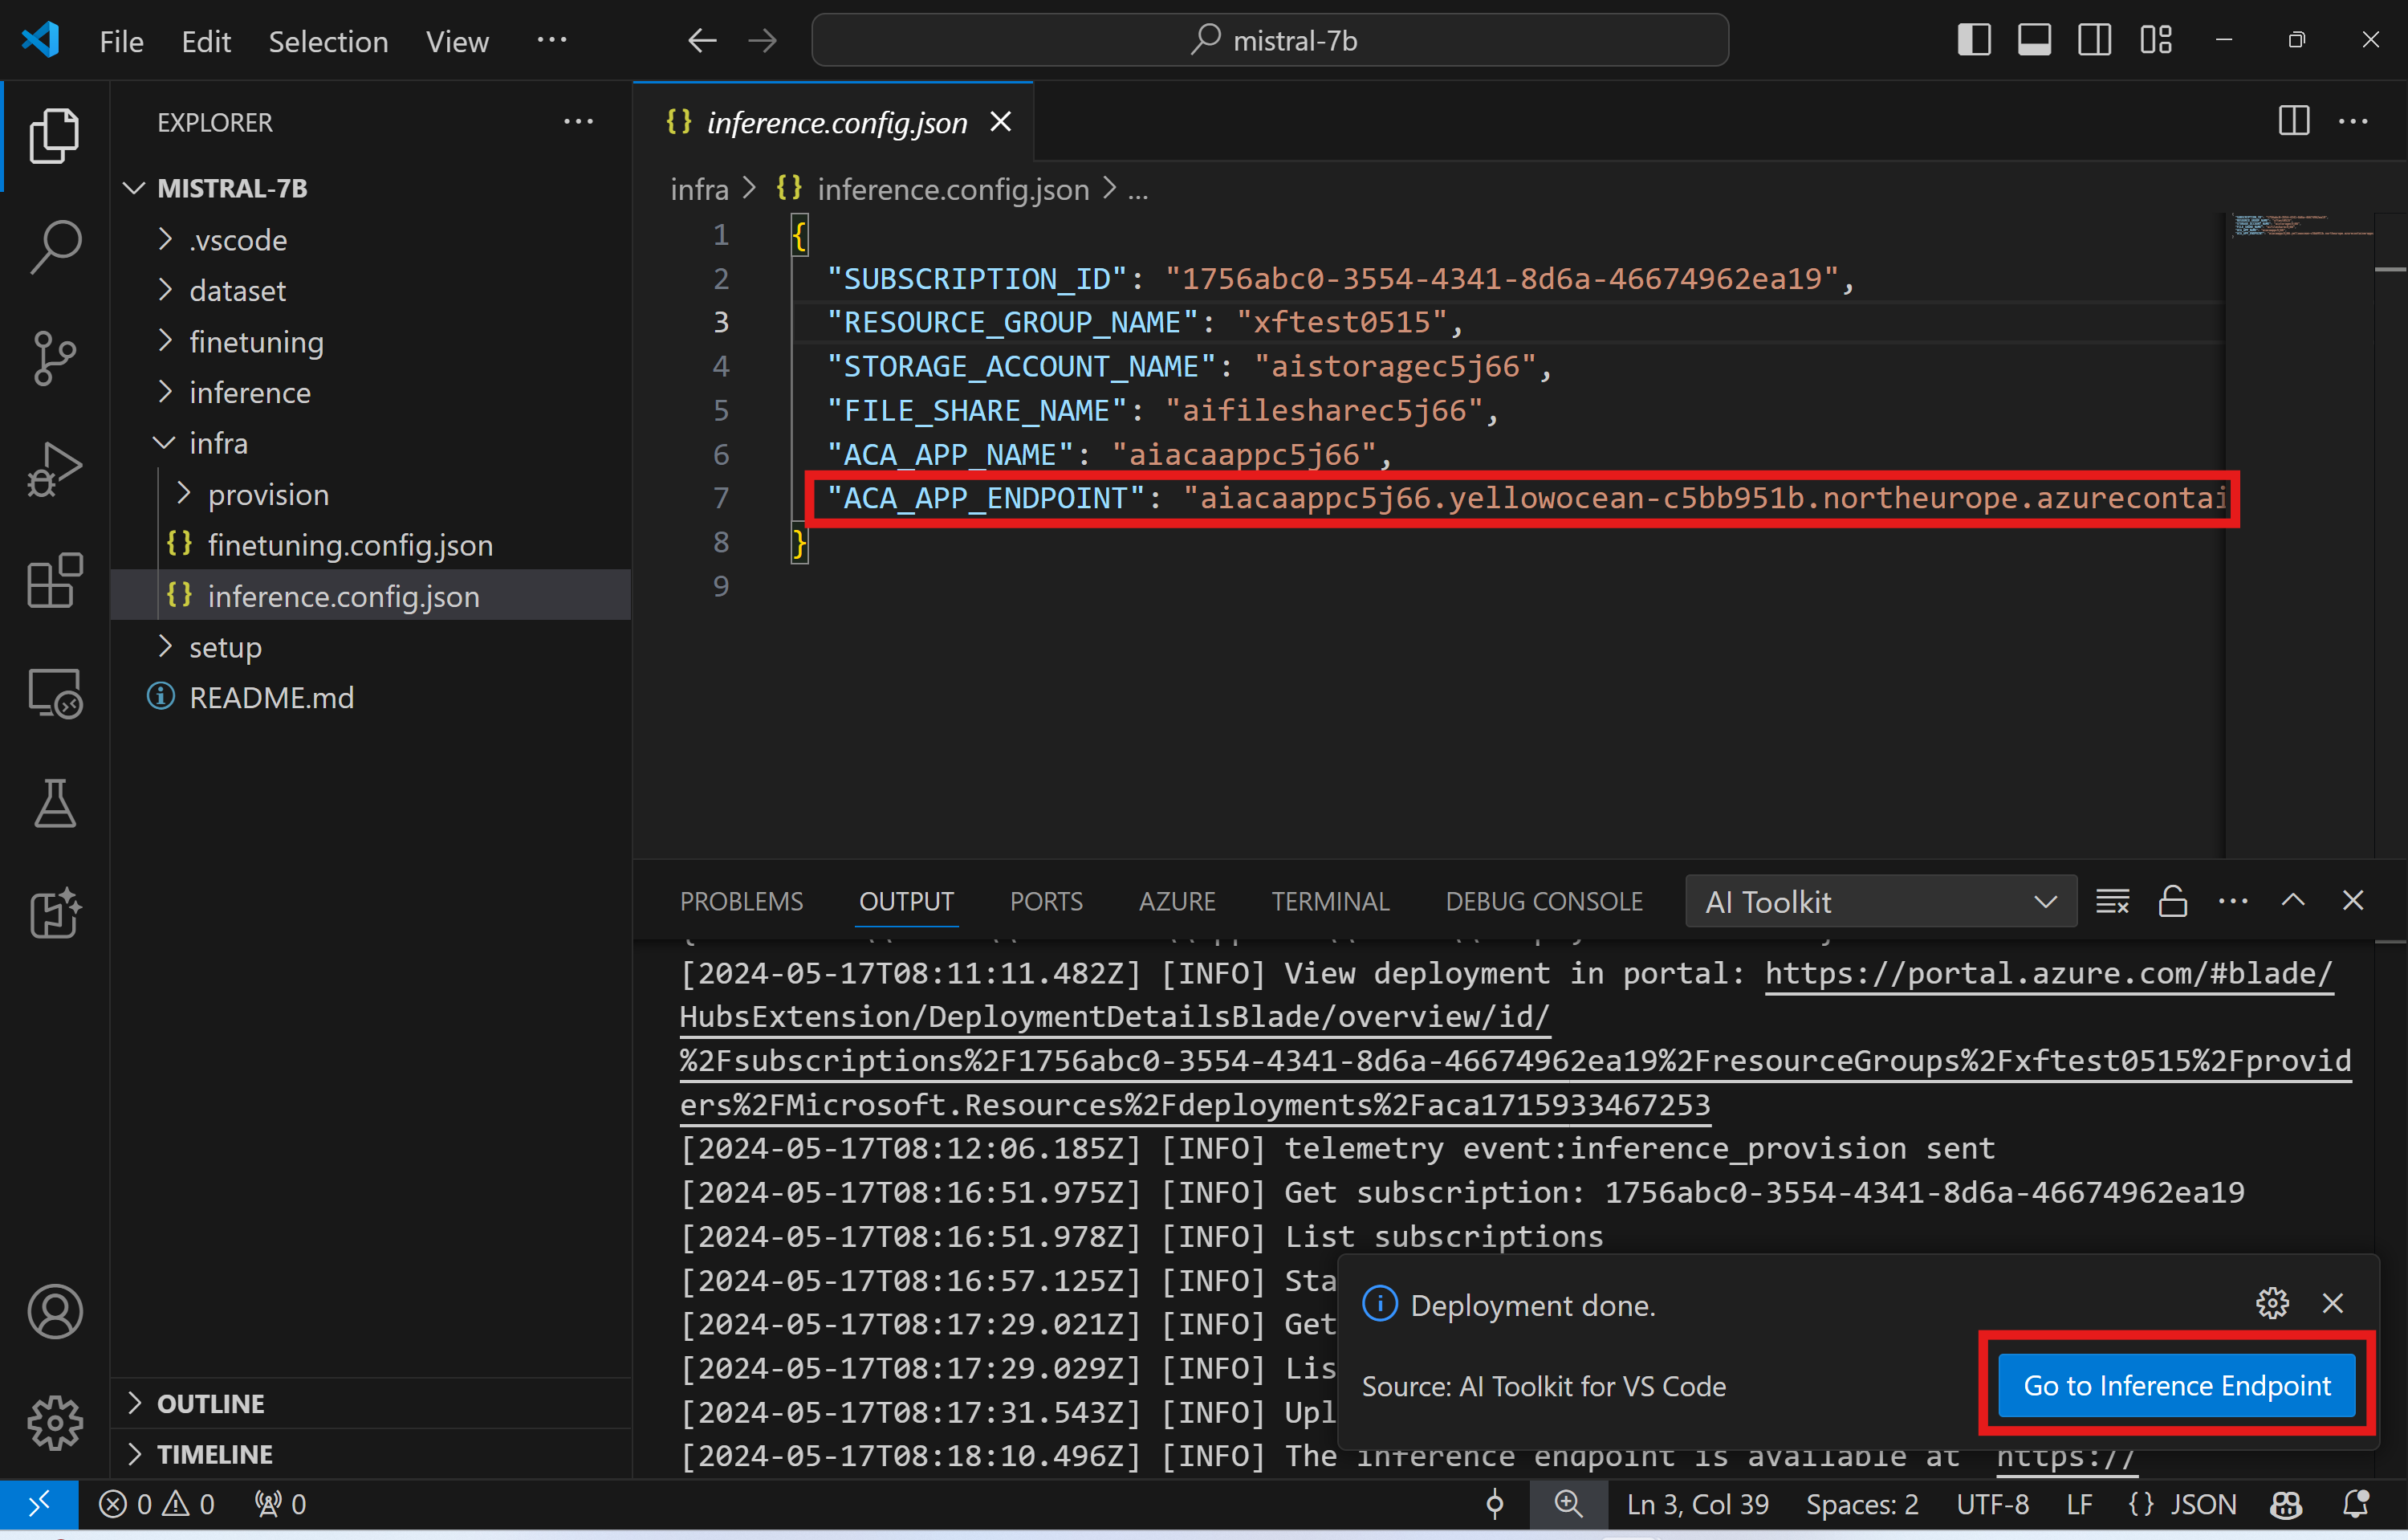 File Edit Selection View ...
mistral-7b
EXPLORER
MISTRAL-7B
.vscode
dataset
finetuning
inference
infra
provision
finetuning.config.json
inference.config.json
setup
README.md
OUTLINE
TIMELINE
{} inference.config.json
infra > {} inference.config.json > ...
1 {
2 "SUBSCRIPTION_ID": "1756abc0-3554-4341-8d6a-46674962ea19",
3 "RESOURCE_GROUP_NAME": "xftest0515",
4 "STORAGE_ACCOUNT_NAME": "aistoragec5j66",
5 "FILE_SHARE_NAME": "aifilesharec5j66",
6 "ACA_APP_NAME": "aiacaappc5j66",
7 "ACA_APP_ENDPOINT": "aiacaappc5j66.yellowocean-c5bb951b.northeurope.azurecontai
8 }
9
PROBLEMS OUTPUT PORTS AZURE TERMINAL DEBUG CONSOLE AI Toolkit
[2024-05-17T08:11:11.482Z] [INFO] View deployment in portal: https://portal.azure.com/#blade/
HubsExtension/DeploymentDetailsBlade/overview/id/
%2Fsubscriptions%2F1756abc0-3554-4341-8d6a-46674962ea19%2FresourceGroups%2Fxftest0515%2Fprovid
ers%2FMicrosoft.Resources%2Fdeployments%2Faca1715933467253
[2024-05-17T08:12:06.185Z] [INFO] telemetry event:inference_provision sent
[2024-05-17T08:16:51.975Z] [INFO] Get subscription: 1756abc0-3554-4341-8d6a-46674962ea19
[2024-05-17T08:16:51.978Z] [INFO] List subscriptions
[2024-05-17T08:16:57.125Z] [INFO] Sta
[2024-05-17T08:17:29.021Z] [INFO] Get
[2024-05-17T08:17:29.029Z] [INFO] Lis
[2024-05-17T08:17:31.543Z] [INFO] Upl
[2024-05-17T08:18:10.496Z] [INFO] The inference endpoint is available at https://
Deployment done.
Source: AI Toolkit for VS Code
Go to Inference Endpoint
0 0 0
Ln 3, Col 39 Spaces: 2 UTF-8 LF {} JSON